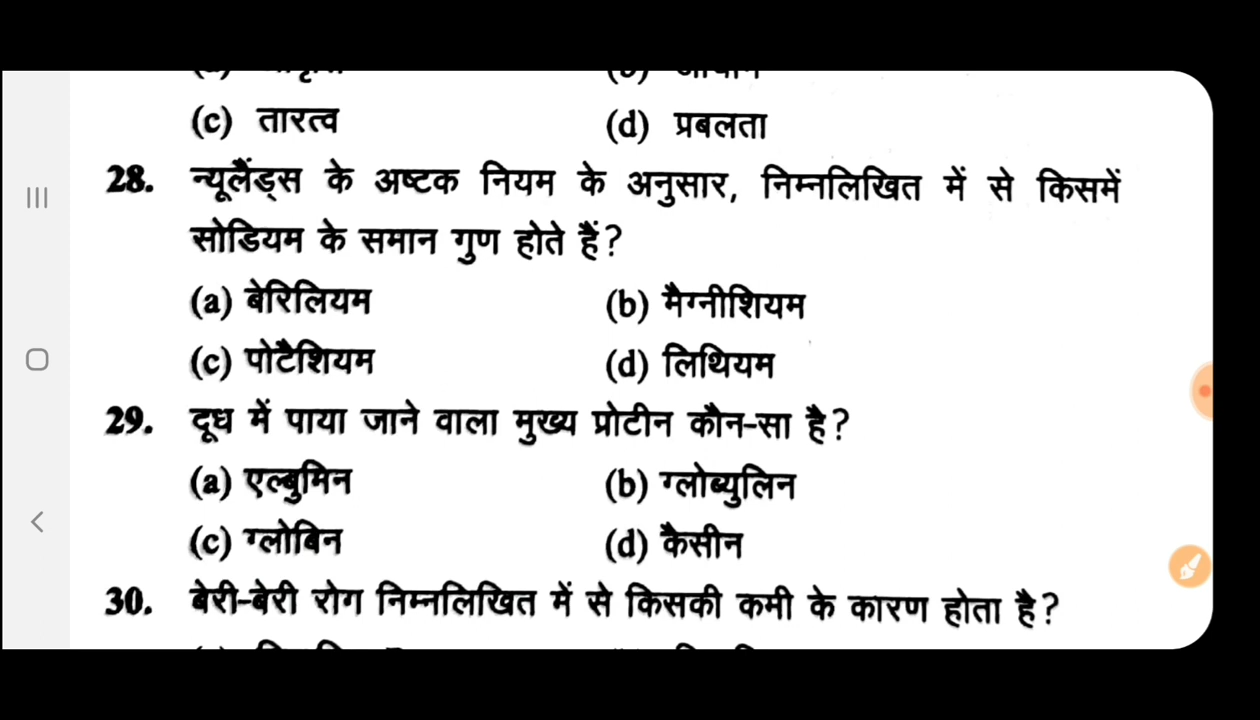 (c) तारत्व (d) प्रबलता
28. न्यूलैंड्स के अष्टक नियम के अनुसार, निम्नलिखित में से किसमें
सोडियम के समान गुण होते हैं?
(a) बेरिलियम (b) मैग्नीशियम
(c) पोटैशियम (d) लिथियम
29. दूध में पाया जाने वाला मुख्य प्रोटीन कौन-सा है?
(a) एल्बुमिन (b) ग्लोब्युलिन
(c) ग्लोबिन (d) कैसीन
30. बेरी-बेरी रोग निम्नलिखित में से किसकी कमी के कारण होता है?